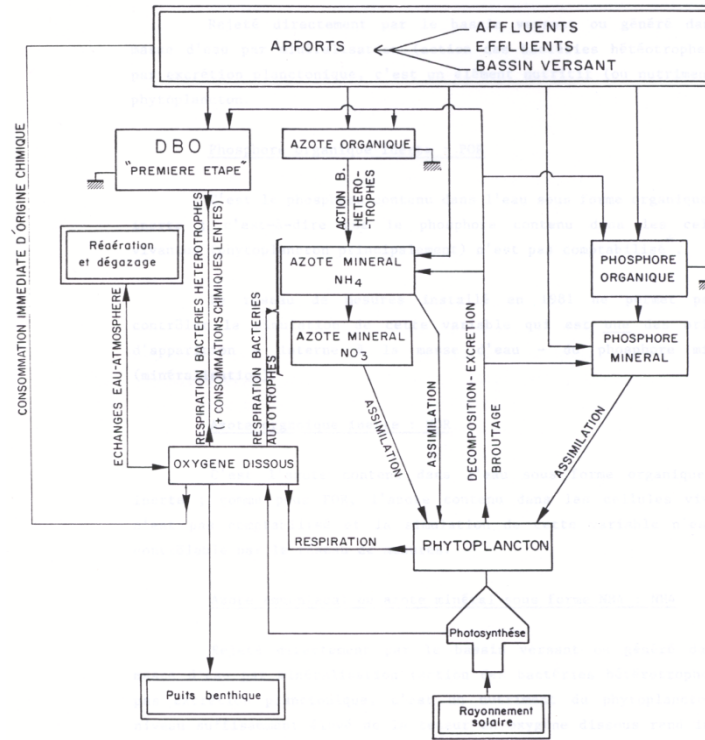 AFFLUENTS
APPORTS
EFFLUENTS
BASSIN VERSANT
CONSOMMATION IMMEDIATE D'ORIGINE CHIMIQUE
DBO
"PREMIERE ETAPE"
AZOTE ORGANIQUE
ACTION B.
HETERO-
TROPHES
Réaération
et dégazage
ECHANGES EAU-ATMOSPHERE
RESPIRATION BACTERIES HETEROTROPHES
(+ CONSOMMATIONS CHIMIQUES LENTES)
RESPIRATION BACTERIES
AUTOTROPHES
AZOTE MINERAL
NH4
AZOTE MINERAL
NO3
PHOSPHORE
ORGANIQUE
PHOSPHORE
MINERAL
ASSIMILATION
ASSIMILATION
DECOMPOSITION-EXCRETION
BROUTAGE
ASSIMILATION
OXYGENE DISSOUS
RESPIRATION
PHYTOPLANCTON
Photosynthèse
Puits benthique
Rayonnement
solaire